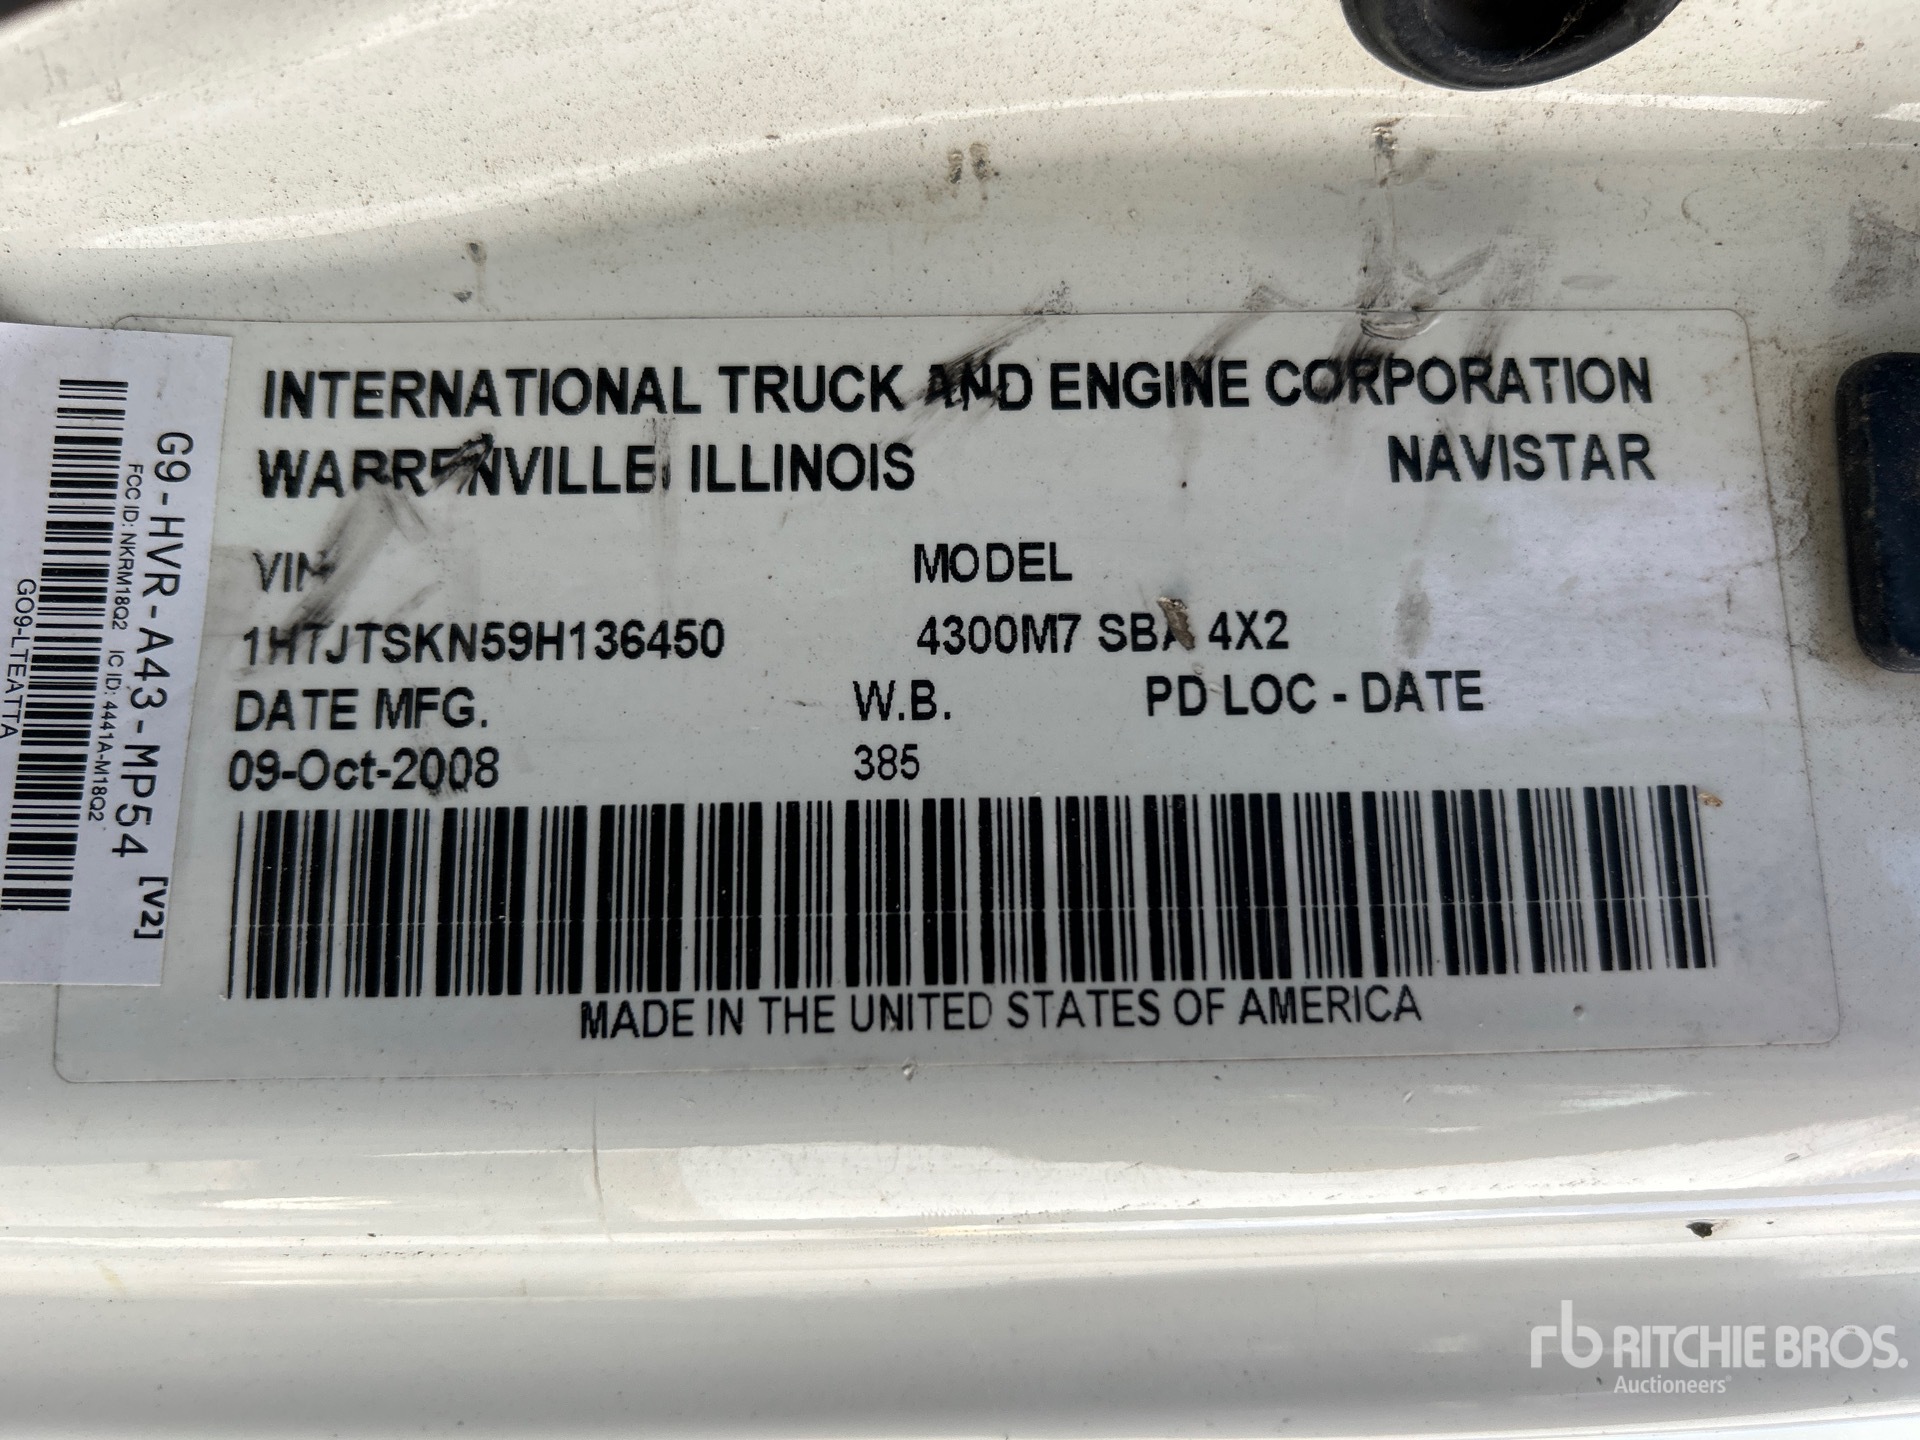 INTERNATIONAL TRUCK AND ENGINE CORPORATION
WARRENVILLE, ILLINOIS NAVISTAR
VIN MODEL
1HTJTSKN59H136450 4300M7 SBA 4X2
DATE MFG. W.B. PD LOC - DATE
09-Oct-2008 385
MADE IN THE UNITED STATES OF AMERICA
G9-HVR-A43-MP54 [V2]
FCC ID: NKRM18Q2 IC ID: 4441A-M18Q2
GO9-LTEATTA
rb RITCHIE BROS.
Auctioneers